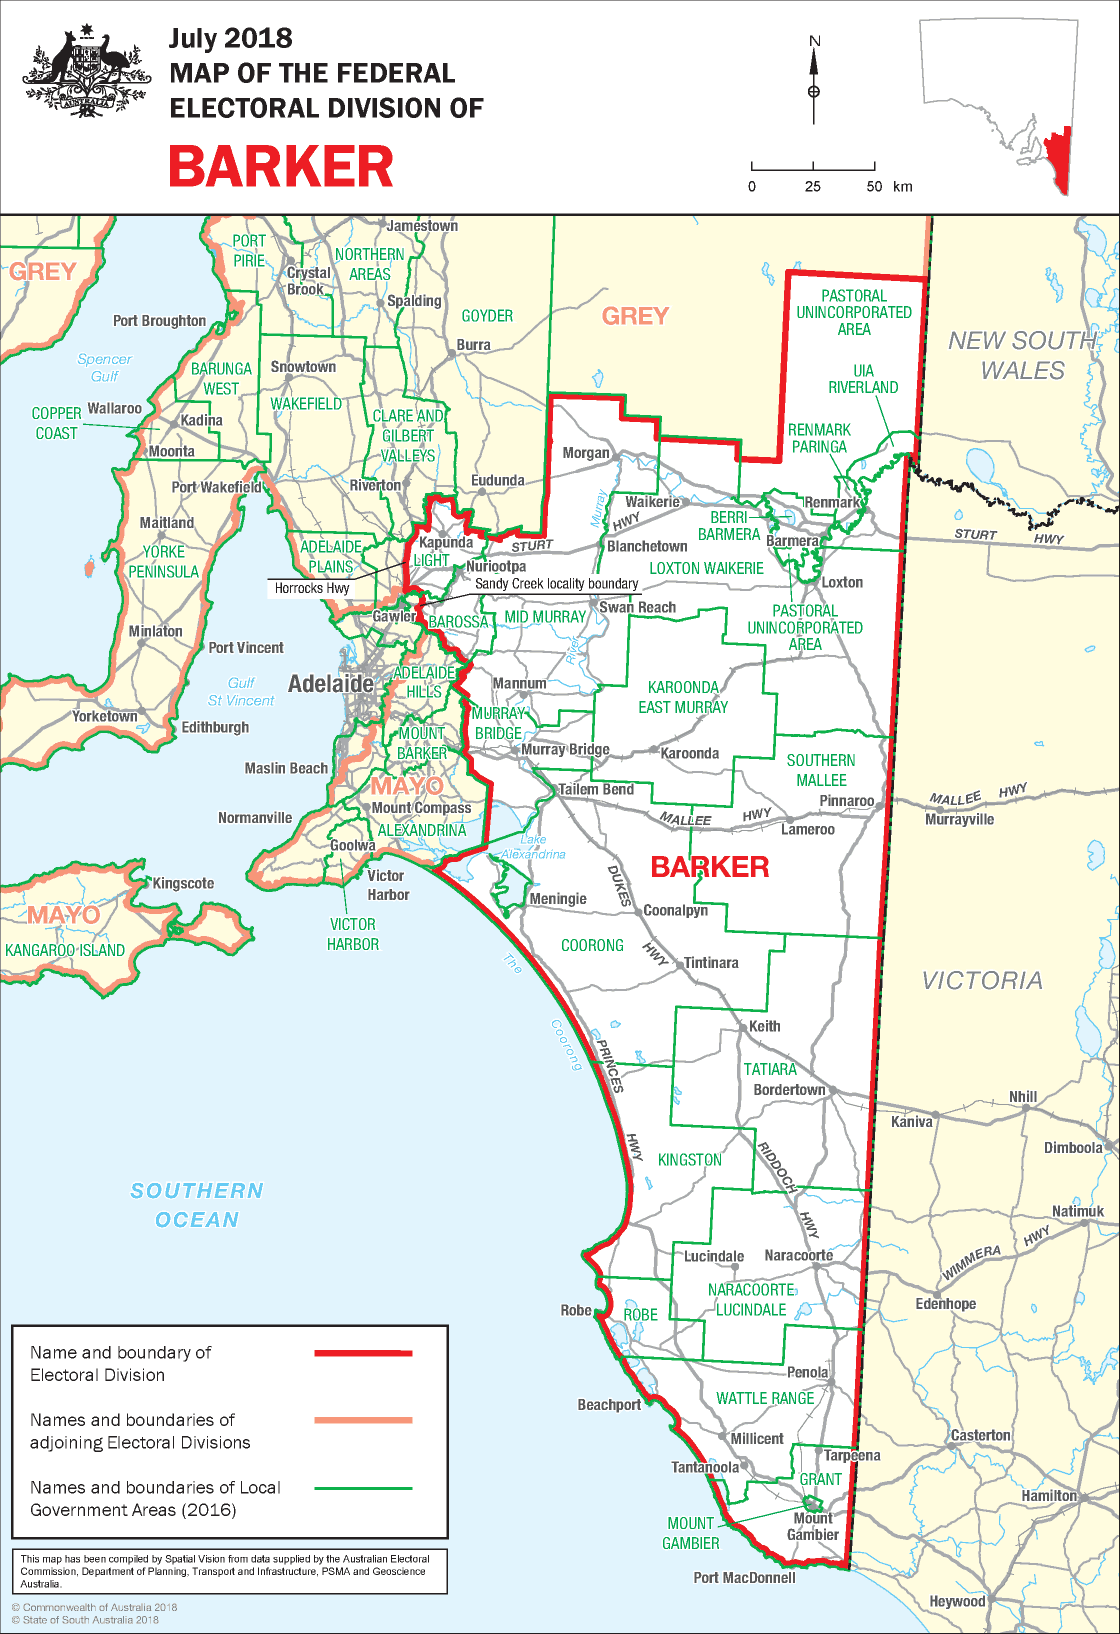 July 2018
MAP OF THE FEDERAL
ELECTORAL DIVISION OF
BARKER
AUSTRALIA
N
0 25 50 km
Jamestown
PORT
PIRIE
NORTHERN
AREAS
GREY
Crystal
Brook
Spalding
PASTORAL
UNINCORPORATED
AREA
GOYDER
GREY
Port Broughton
NEW SOUTH
WALES
Burra
Spencer
Gulf
BARUNGA
WEST
Snowtown
UIA
RIVERLAND
COPPER
COAST
Wallaroo
WAKEFIELD
CLARE AND
GILBERT
VALLEYS
Kadina
Moonta
RENMARK
PARINGA
Morgan
Port Wakefield
Riverton
Eudunda
Waikerie
Renmark
Murray
HWY
BERRI
BARMERA
Maitland
YORKE
PENINSULA
ADELAIDE
PLAINS
Kapunda
LIGHT
STURT
Blanchetown
Barmera
STURT HWY
Nuriootpa
LOXTON WAIKERIE
Horrocks Hwy
Sandy Creek locality boundary
Loxton
Gawler
BAROSSA
MID MURRAY
Swan Reach
PASTORAL
UNINCORPORATED
AREA
Minlaton
Port Vincent
River
Gulf
St Vincent
Adelaide
ADELAIDE
HILLS
Mannum
KAROONDA
EAST MURRAY
Yorketown
Edithburgh
MURRAY
BRIDGE
MOUNT
BARKER
Murray Bridge
Karoonda
SOUTHERN
MALLEE
Maslin Beach
MAYO
Tailem Bend
Pinnaroo
MALLEE HWY
Murrayville
Normanville
Mount Compass
ALEXANDRINA
MALLEE HWY
Lameroo
Goolwa
Lake
Alexandrina
BARKER
Kingscote
Victor
Harbor
DUKES
Meningie
Coonalpyn
MAYO
KANGAROO ISLAND
VICTOR
HARBOR
COORONG
HWY
Tintinara
The
Coorong
VICTORIA
Keith
PRINCES
HWY
TATIARA
Bordertown
Nhill
Kaniva
Dimboola
KINGSTON
RIDDOCH
HWY
SOUTHERN
OCEAN
Natimuk
Lucindale
Naracoorte
WIMMERA HWY
NARACOORTE
LUCINDALE
Edenhope
Robe
ROBE
Penola
WATTLE RANGE
Beachport
Millicent
Casterton
Tarpeena
Tantanoola
GRANT
Hamilton
MOUNT
GAMBIER
Mount
Gambier
Port MacDonnell
Heywood
Name and boundary of
Electoral Division
Names and boundaries of
adjoining Electoral Divisions
Names and boundaries of Local
Government Areas (2016)
This map has been compiled by Spatial Vision from data supplied by the Australian Electoral
Commission, Department of Planning, Transport and Infrastructure, PSMA and Geoscience
Australia.
© Commonwealth of Australia 2018
© State of South Australia 2018